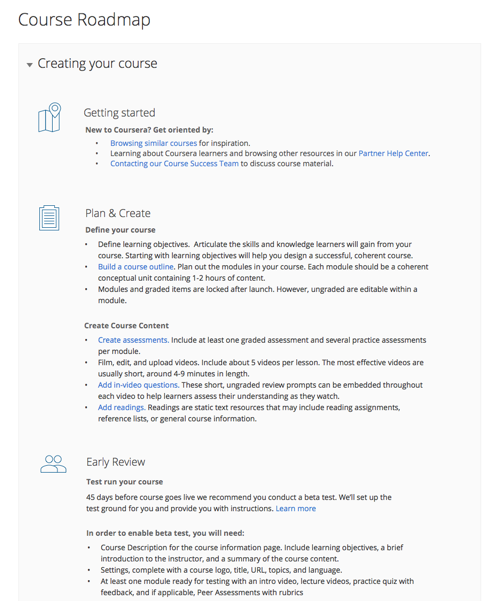 Course Roadmap
Creating your course
Getting started
New to Coursera? Get oriented by:
• Browsing similar courses for inspiration.
• Learning about Coursera learners and browsing other resources in our Partner Help Center.
• Contacting our Course Success Team to discuss course material.
Plan & Create
Define your course
• Define learning objectives. Articulate the skills and knowledge learners will gain from your
course. Starting with learning objectives will help you design a successful, coherent course.
• Build a course outline. Plan out the modules in your course. Each module should be a coherent
conceptual unit containing 1-2 hours of content.
• Modules and graded items are locked after launch. However, ungraded are editable within a
module.
Create Course Content
• Create assessments. Include at least one graded assessment and several practice assessments
per module.
• Film, edit, and upload videos. Include about 5 videos per lesson. The most effective videos are
usually short, around 4-9 minutes in length.
• Add in-video questions. These short, ungraded review prompts can be embedded throughout
each video to help learners assess their understanding as they watch.
• Add readings. Readings are static text resources that may include reading assignments,
reference lists, or general course information.
Early Review
Test run your course
45 days before course goes live we recommend you conduct a beta test. We'll set up the
test ground for you and provide you with instructions. Learn more
In order to enable beta test, you will need:
• Course Description for the course information page. Include learning objectives, a brief
introduction to the instructor, and a summary of the course content.
• Settings, complete with a course logo, title, URL, topics, and language.
• At least one module ready for testing with an intro video, lecture videos, practice quiz with
feedback, and if applicable, Peer Assessments with rubrics